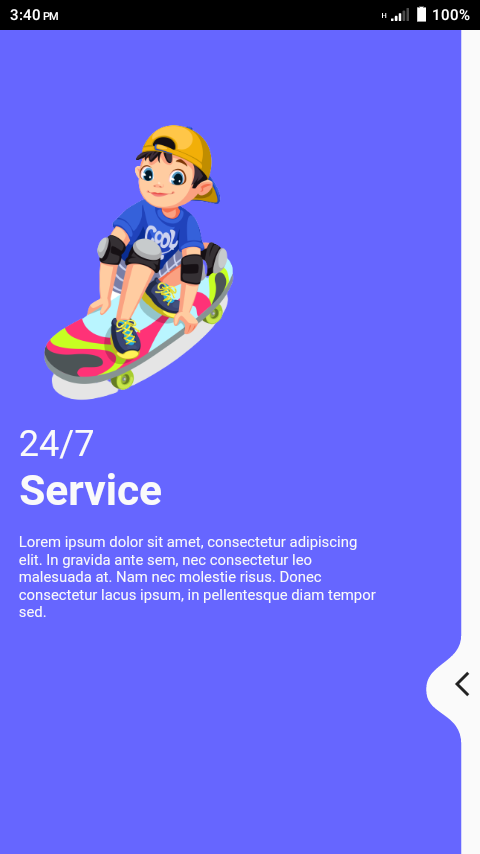 3:40 PM
H
100%
COOL
24/7
Service
Lorem ipsum dolor sit amet, consectetur adipiscing
elit. In gravida ante sem, nec consectetur leo
malesuada at. Nam nec molestie risus. Donec
consectetur lacus ipsum, in pellentesque diam tempor
sed.